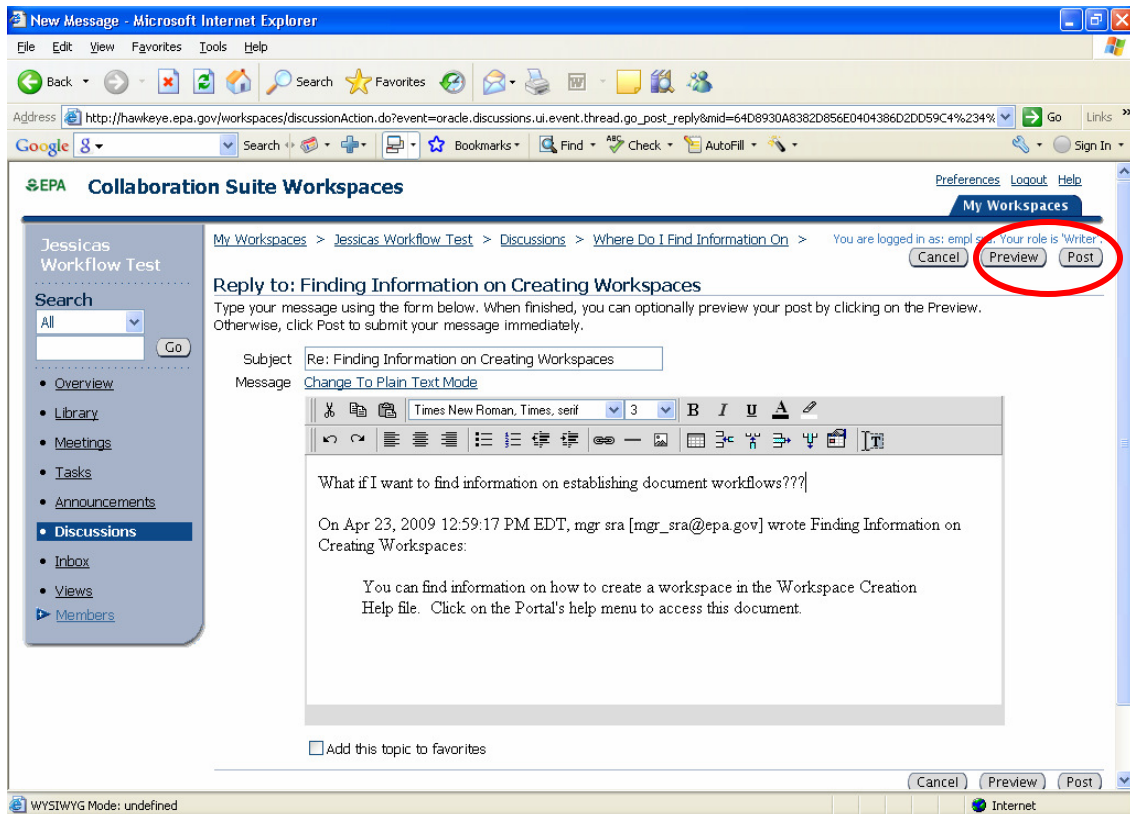 New Message - Microsoft Internet Explorer
File Edit View Favorites Tools Help
Back Search Favorites
Address http://hawkeye.epa.gov/workspaces/discussionAction.do?event=oracle.discussions.ui.event.thread.go_post_reply&mid=64D8930A8382D856E0404386D2DD59C4%234% Go Links »
Google Search Bookmarks Find Check AutoFill Sign In
EPA Collaboration Suite Workspaces
Preferences Logout Help
My Workspaces
Jessicas
Workflow Test
Search
All
Go
• Overview
• Library
• Meetings
• Tasks
• Announcements
• Discussions
• Inbox
• Views
Members
My Workspaces > Jessicas Workflow Test > Discussions > Where Do I Find Information On >
You are logged in as: empl sra. Your role is 'Writer'.
Cancel Preview Post
Reply to: Finding Information on Creating Workspaces
Type your message using the form below. When finished, you can optionally preview your post by clicking on the Preview.
Otherwise, click Post to submit your message immediately.
Subject Re: Finding Information on Creating Workspaces
Message Change To Plain Text Mode
Times New Roman, Times, serif 3 B I U A
What if I want to find information on establishing document workflows???
On Apr 23, 2009 12:59:17 PM EDT, mgr sra [mgr_sra@epa.gov] wrote Finding Information on
Creating Workspaces:
You can find information on how to create a workspace in the Workspace Creation
Help file. Click on the Portal's help menu to access this document.
Add this topic to favorites
Cancel Preview Post
WYSIWYG Mode: undefined Internet